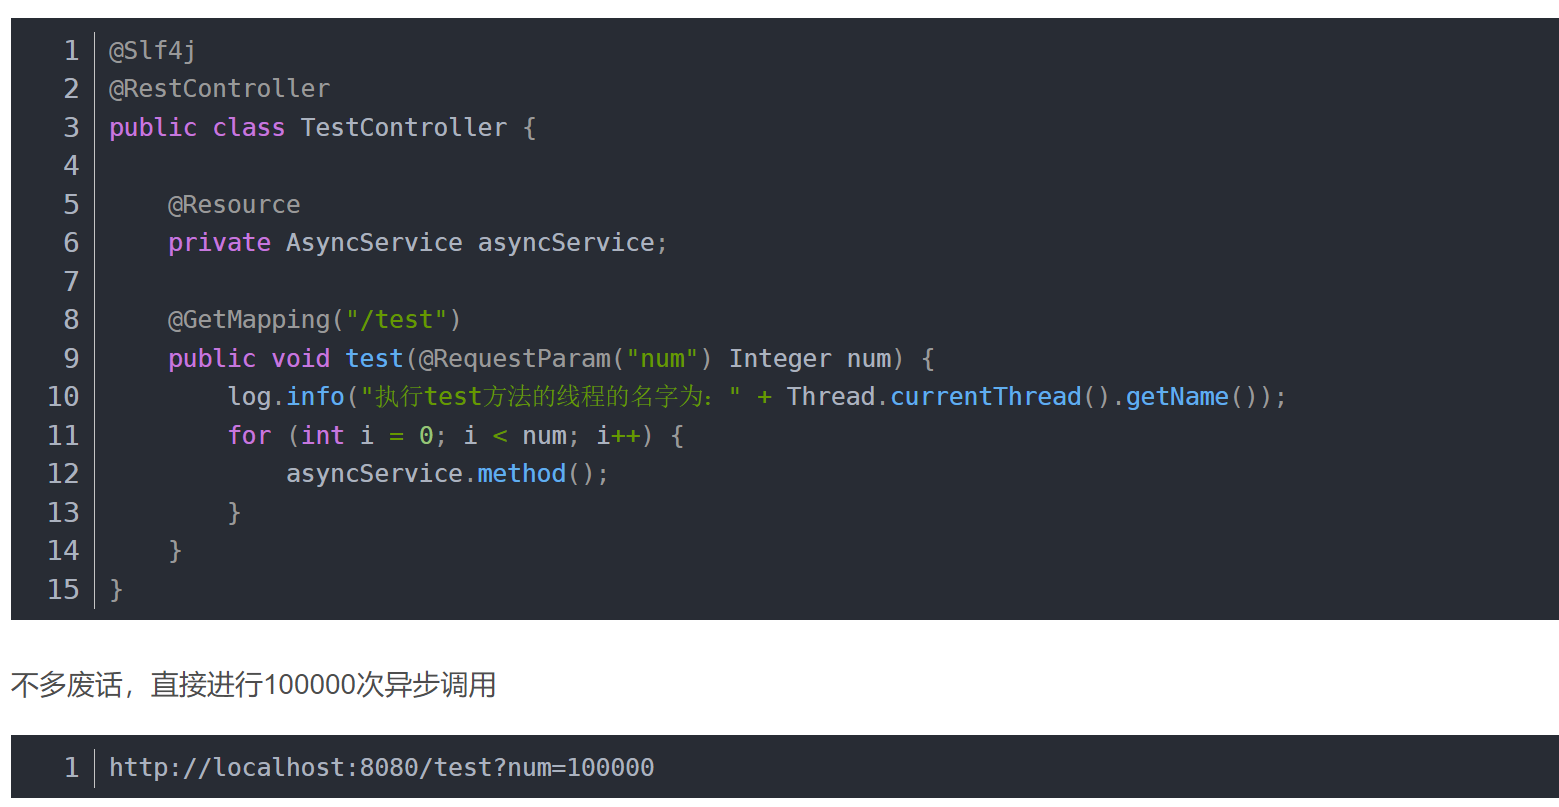 1 @Slf4j
2 @RestController
3 public class TestController {
4
5     @Resource
6     private AsyncService asyncService;
7
8     @GetMapping("/test")
9     public void test(@RequestParam("num") Integer num) {
10         log.info("执行test方法的线程的名字为：" + Thread.currentThread().getName());
11         for (int i = 0; i < num; i++) {
12             asyncService.method();
13         }
14     }
15 }
不多废话，直接进行100000次异步调用
1 http://localhost:8080/test?num=100000